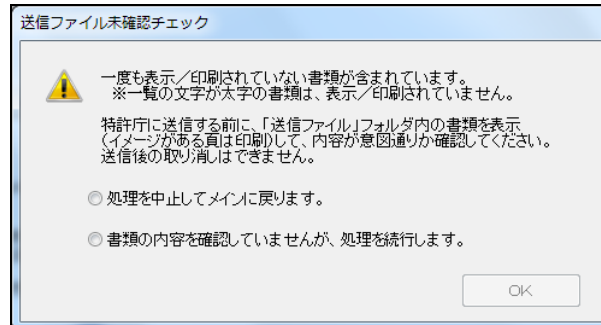 送信ファイル未確認チェック
一度も表示／印刷されていない書類が含まれています。
※一覧の文字が太字の書類は、表示／印刷されていません。
特許庁に送信する前に、「送信ファイル」フォルダ内の書類を表示
（イメージがある頁は印刷）して、内容が意図通りか確認してください。
送信後の取り消しはできません。
処理を中止してメインに戻ります。
書類の内容を確認していませんが、処理を続行します。
OK